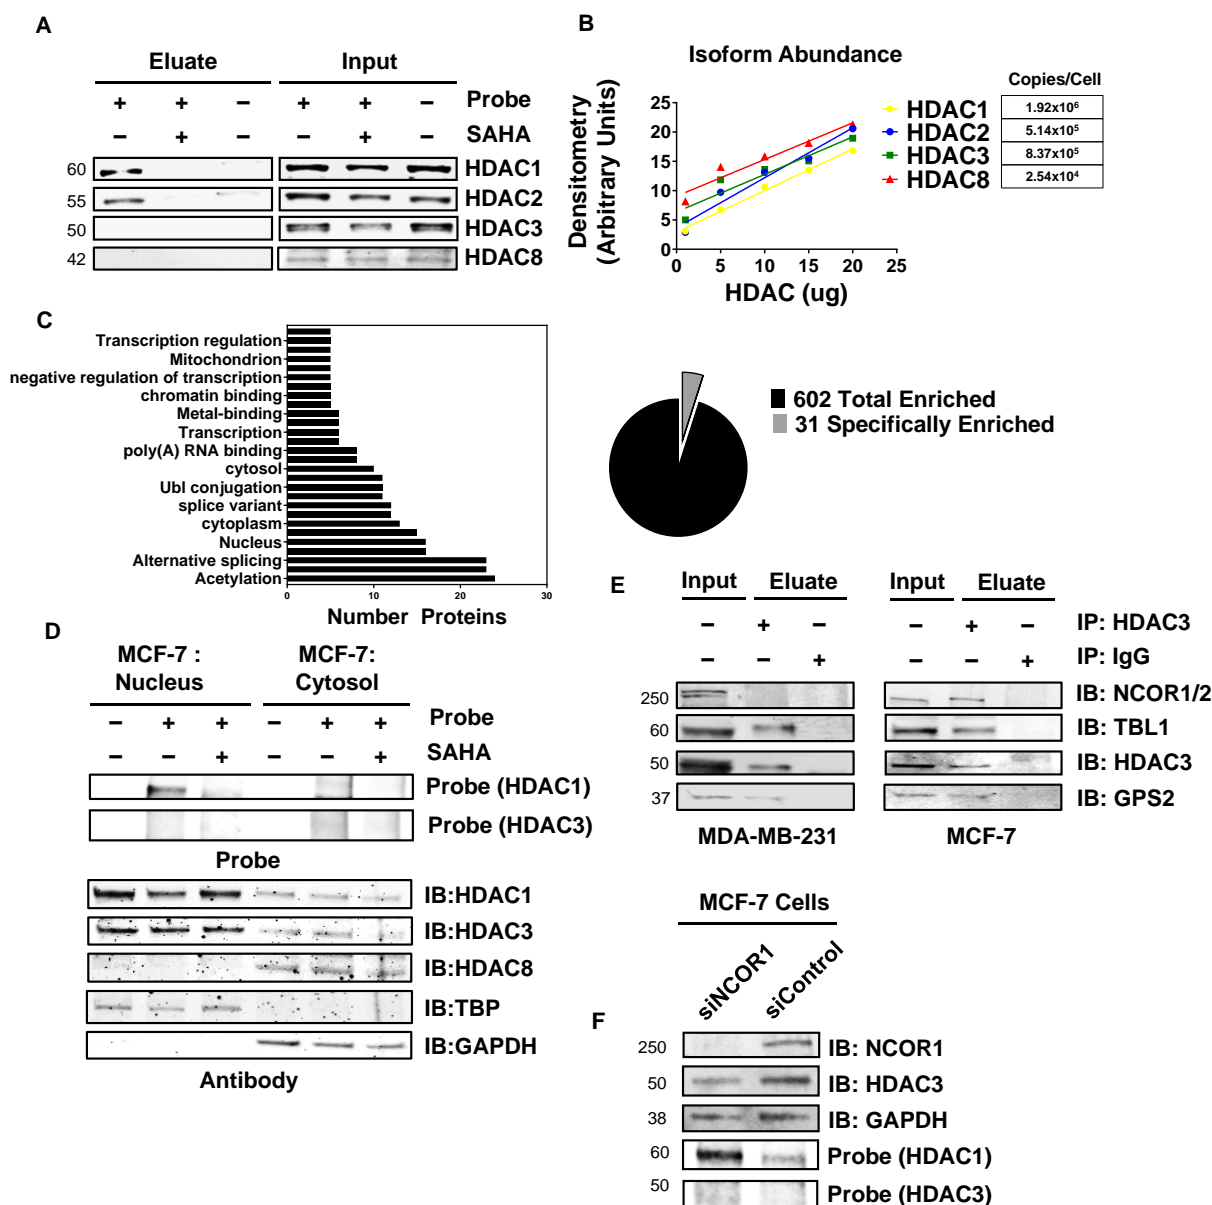 A
Eluate Input
+ + − + + − Probe
− + − − + − SAHA
60 HDAC1
55 HDAC2
50 HDAC3
42 HDAC8
B
Isoform Abundance
Densitometry
(Arbitrary Units)
25
20
15
10
5
0
0 5 10 15 20 25
HDAC (ug)
HDAC1
HDAC2
HDAC3
HDAC8
Copies/Cell
1.92x10⁶
5.14x10⁵
8.37x10⁵
2.54x10⁴
C
Transcription regulation
Mitochondrion
negative regulation of transcription
chromatin binding
Metal-binding
Transcription
poly(A) RNA binding
cytosol
Ubl conjugation
splice variant
cytoplasm
Nucleus
Alternative splicing
Acetylation
0 10 20 30
Number Proteins
602 Total Enriched
31 Specifically Enriched
D
MCF-7 : MCF-7:
Nucleus Cytosol
− + + − + + Probe
− − + − − + SAHA
Probe (HDAC1)
Probe (HDAC3)
Probe
IB:HDAC1
IB:HDAC3
IB:HDAC8
IB:TBP
IB:GAPDH
Antibody
E
Input Eluate Input Eluate
− + − − + − IP: HDAC3
− − + − − + IP: IgG
250 IB: NCOR1/2
60 IB: TBL1
50 IB: HDAC3
37 IB: GPS2
MDA-MB-231 MCF-7
MCF-7 Cells
siNCOR1 siControl
F
250 IB: NCOR1
50 IB: HDAC3
38 IB: GAPDH
60 Probe (HDAC1)
50 Probe (HDAC3)